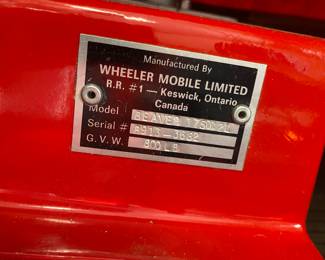 Manufactured By
WHEELER MOBILE LIMITED
R.R. #1 — Keswick, Ontario
Canada
Model BEAVER
Serial #
G.V.W. 800 LB